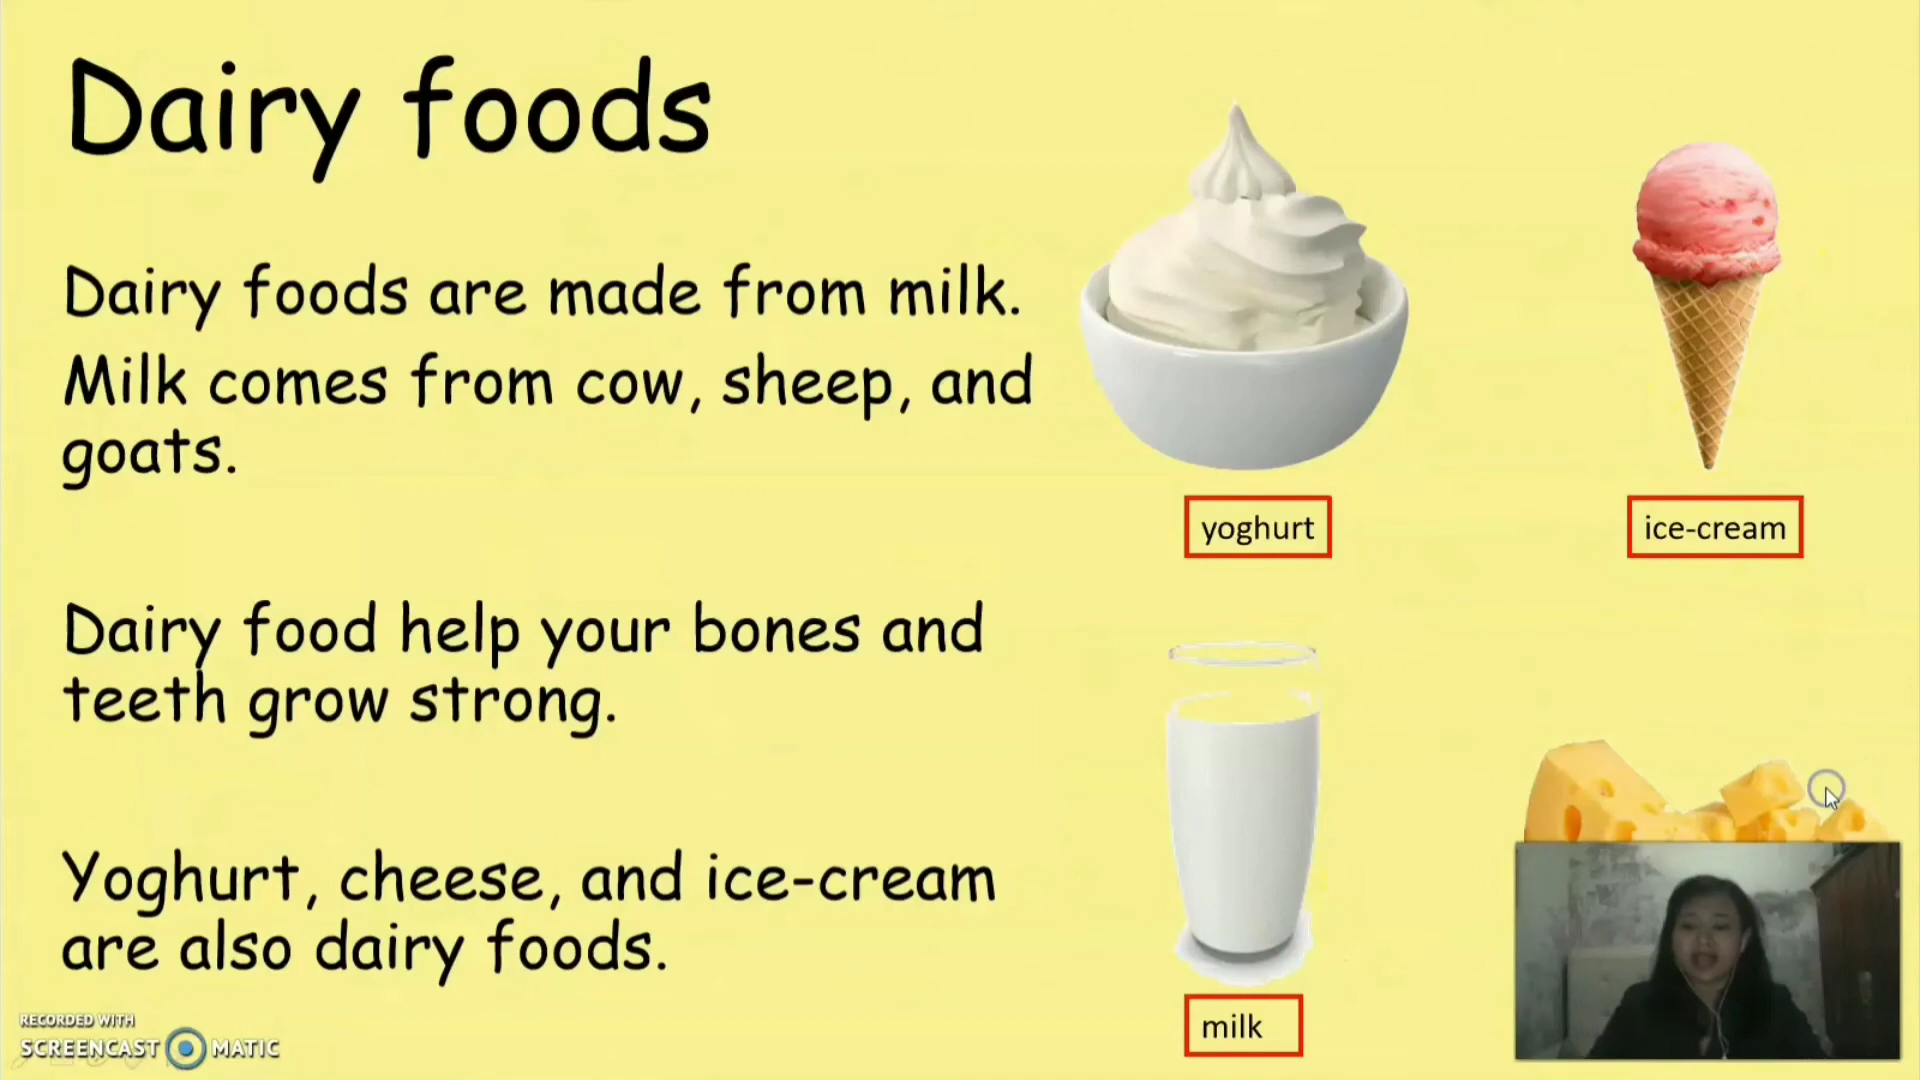 Dairy foods
Dairy foods are made from milk.
Milk comes from cow, sheep, and
goats.
Dairy food help your bones and
teeth grow strong.
Yoghurt, cheese, and ice-cream
are also dairy foods.
yoghurt
ice-cream
milk
RECORDED WITH
SCREENCAST MATIC